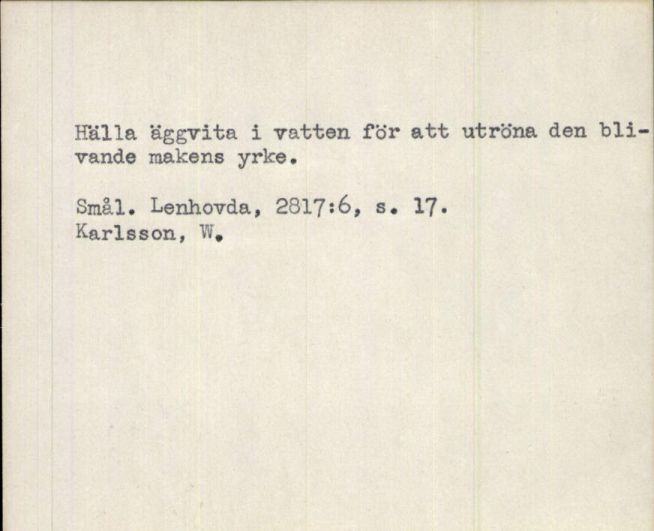 Hälla äggvita i vatten för att utröna den bli-
vande makens yrke.
Smål. Lenhovda, 2817:6, s. 17.
Karlsson, W.